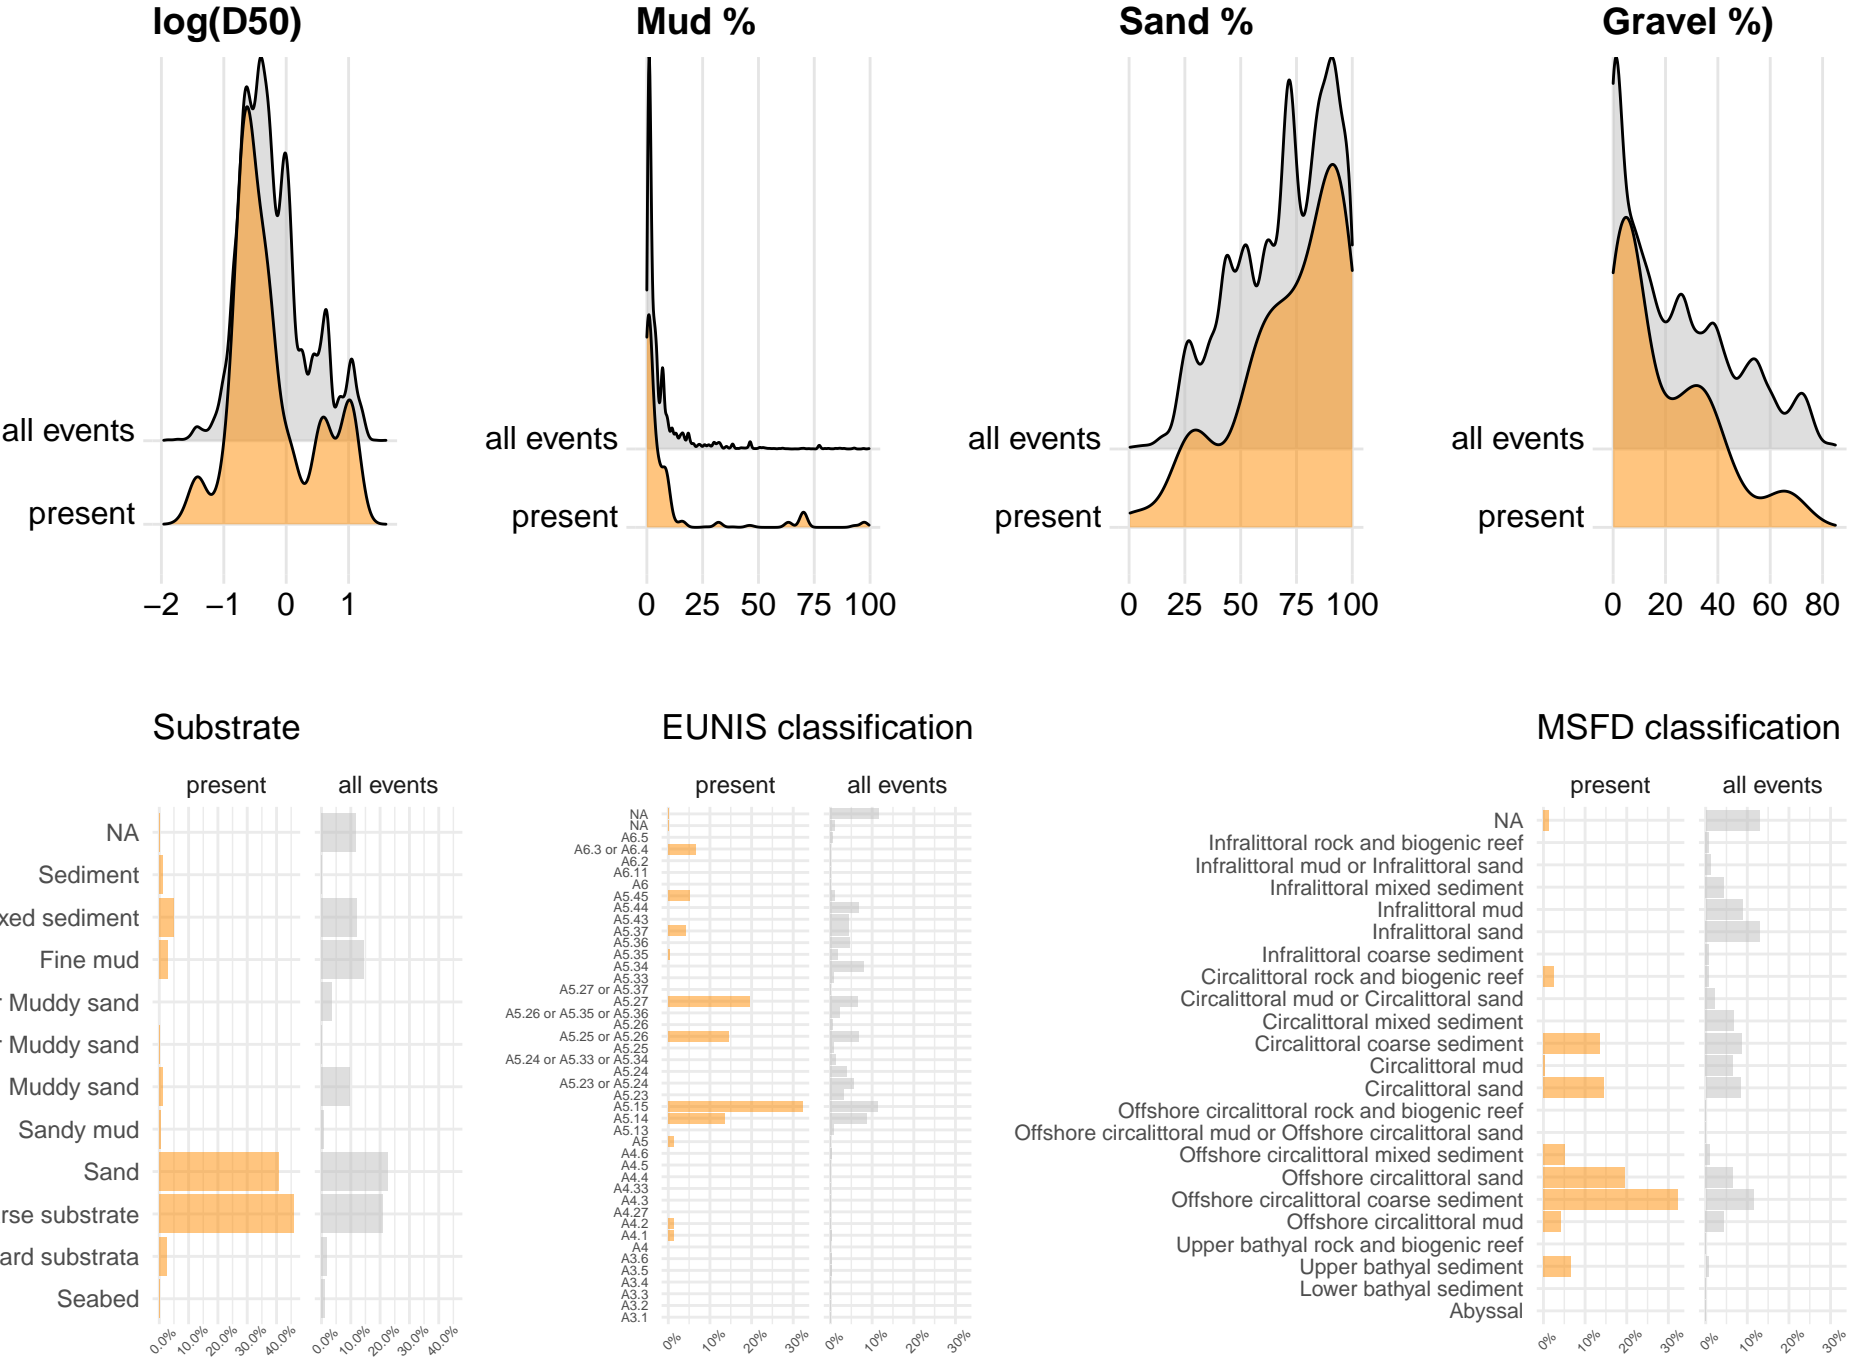 log(D50)
Mud %
Sand %
Gravel %)
all events
present
all events
present
all events
present
all events
present
−2 −1 0 1
0 25 50 75 100
0 25 50 75 100
0 20 40 60 80
Substrate
present all events
NA
Sediment
xed sediment
Fine mud
r Muddy sand
r Muddy sand
Muddy sand
Sandy mud
Sand
rse substrate
ard substrata
Seabed
0.0% 10.0% 20.0% 30.0% 40.0% 0.0% 10.0% 20.0% 30.0% 40.0%
EUNIS classification
present all events
NA
NA
A6.5
A6.3 or A6.4
A6.2
A6.11
A6
A5.45
A5.44
A5.43
A5.37
A5.36
A5.35
A5.34
A5.33
A5.27 or A5.37
A5.27
A5.26 or A5.35 or A5.36
A5.26
A5.25 or A5.26
A5.25
A5.24 or A5.33 or A5.34
A5.24
A5.23 or A5.24
A5.23
A5.15
A5.14
A5.13
A5
A4.6
A4.5
A4.4
A4.33
A4.3
A4.27
A4.2
A4.1
A4
A3.6
A3.5
A3.4
A3.3
A3.2
A3.1
0% 10% 20% 30% 0% 10% 20% 30%
MSFD classification
present all events
NA
Infralittoral rock and biogenic reef
Infralittoral mud or Infralittoral sand
Infralittoral mixed sediment
Infralittoral mud
Infralittoral sand
Infralittoral coarse sediment
Circalittoral rock and biogenic reef
Circalittoral mud or Circalittoral sand
Circalittoral mixed sediment
Circalittoral coarse sediment
Circalittoral mud
Circalittoral sand
Offshore circalittoral rock and biogenic reef
Offshore circalittoral mud or Offshore circalittoral sand
Offshore circalittoral mixed sediment
Offshore circalittoral sand
Offshore circalittoral coarse sediment
Offshore circalittoral mud
Upper bathyal rock and biogenic reef
Upper bathyal sediment
Lower bathyal sediment
Abyssal
0% 10% 20% 30% 0% 10% 20% 30%